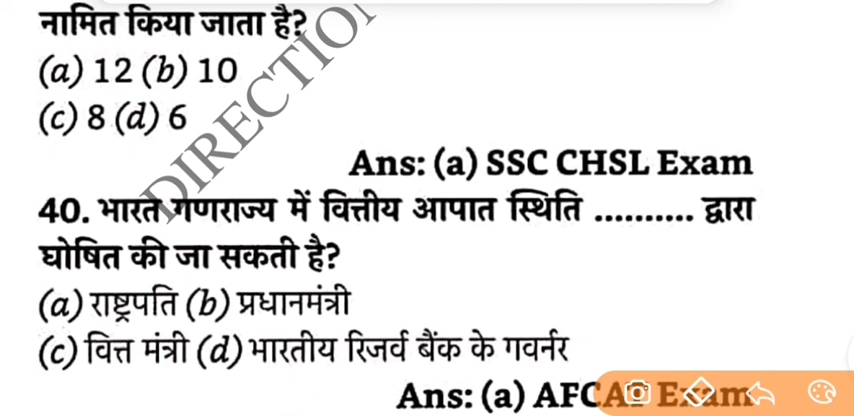 नामित किया जाता है?
(a) 12 (b) 10
(c) 8 (d) 6
Ans: (a) SSC CHSL Exam
40. भारत गणराज्य में वित्तीय आपात स्थिति .......... द्वारा
घोषित की जा सकती है?
(a) राष्ट्रपति (b) प्रधानमंत्री
(c) वित्त मंत्री (d) भारतीय रिजर्व बैंक के गवर्नर
Ans: (a) AFCAT Exam
DIRECTION